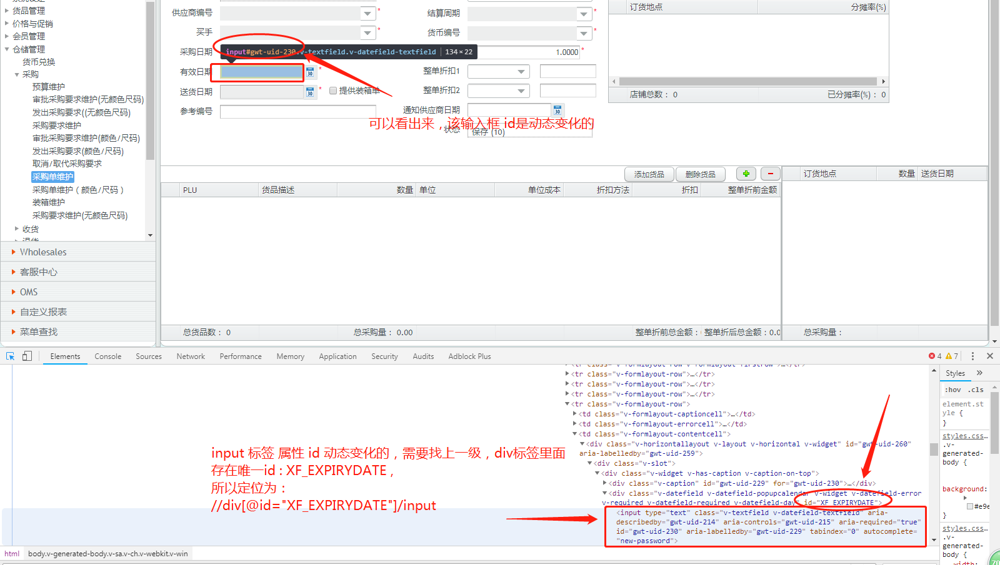 货品管理
价格与促销
会员管理
仓储管理
货币兑换
采购
预算维护
审批采购要求维护(无颜色尺码)
发出采购要求((无颜色尺码)
采购要求维护
审批采购要求维护(颜色/尺码)
发出采购要求(颜色/尺码)
取消/取代采购要求
采购单维护
采购单维护 ( 颜色/尺码 )
装箱维护
采购要求维护(无颜色尺码)
收货
Wholesales
客服中心
OMS
自定义报表
菜单查找
供应商编号 * 结算周期 *
买手 * 货币编号 *
采购日期 input#gwt-uid-230.v-textfield.v-datefield-textfield 134 × 22 1.0000 *
有效日期 30 * 整单折扣1
送货日期 30 * 提供装箱单 整单折扣2
参考编号 通知供应商日期 30
可以看出来，该输入框 id是动态变化的
状态 保存 (10)
订货地点 分摊率(%)
店铺总数： 0 已分摊率(%)： 0
添加货品 删除货品
PLU 货品描述 数量 单位 单位成本 折扣方法 折扣 整单折前金额
订货地点 数量 送货日期
总货品数： 0 总采购量： 0.00 整单折前总金额： 整单折后总金额：0.0
总采购量：
Elements Console Sources Network Performance Memory Application Security Audits Adblock Plus 4 7
<tr class="v-formlayout-row">…</tr>
<tr class="v-formlayout-row">…</tr>
<tr class="v-formlayout-row">…</tr>
<tr class="v-formlayout-row">
<td class="v-formlayout-captioncell">…</td>
<td class="v-formlayout-errorcell">…</td>
<td class="v-formlayout-contentcell">
<div class="v-horizontallayout v-layout v-horizontal v-widget" id="gwt-uid-260"
aria-labelledby="gwt-uid-259">
<div class="v-slot">
<div class="v-widget v-has-caption v-caption-on-top">
<div class="v-caption" id="gwt-uid-229" for="gwt-uid-230">…</div>
<div class="v-datefield v-datefield-popupcalendar v-widget v-datefield-error
v-required v-datefield-required v-datefield-day" id="XF_EXPIRYDATE">
<input type="text" class="v-textfield v-datefield-textfield" aria-
describedby="gwt-uid-214" aria-controls="gwt-uid-215" aria-required="true"
id="gwt-uid-230" aria-labelledby="gwt-uid-229" tabindex="0" autocomplete=
"new-password">
input 标签 属性 id 动态变化的，需要找上一级，div标签里面
存在唯一id : XF_EXPIRYDATE ,
所以定位为：
//div[@id="XF_EXPIRYDATE"]/input
Styles »
:hov .cls
element.st
yle {
}
styles.css…
.v-
generated-
body {
background:
#e9e
}
styles.css…
.v-
generated-
body {
width:
html body.v-generated-body.v-sa.v-ch.v-webkit.v-win